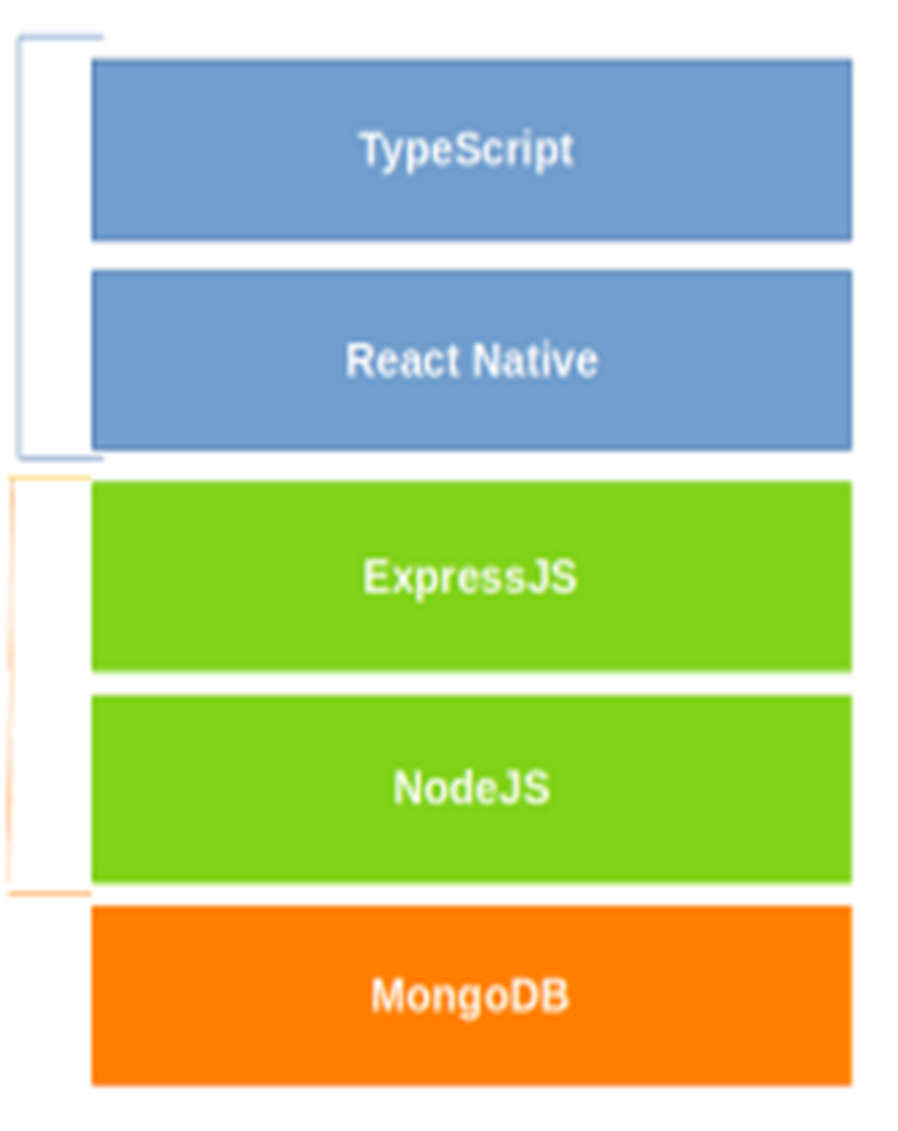 TypeScript
React Native
ExpressJS
NodeJS
MongoDB